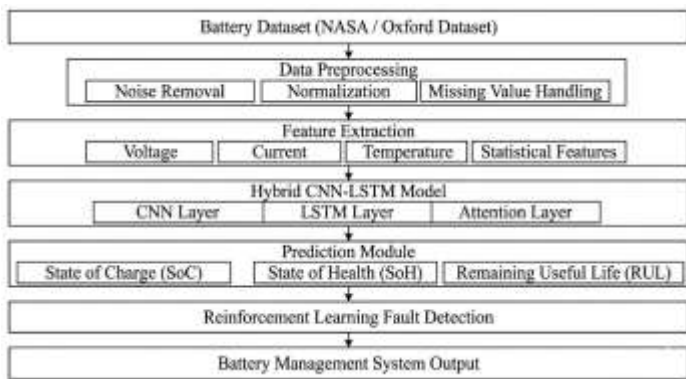 Battery Dataset (NASA / Oxford Dataset)
Data Preprocessing
Noise Removal Normalization Missing Value Handling
Feature Extraction
Voltage Current Temperature Statistical Features
Hybrid CNN-LSTM Model
CNN Layer LSTM Layer Attention Layer
Prediction Module
State of Charge (SoC) State of Health (SoH) Remaining Useful Life (RUL)
Reinforcement Learning Fault Detection
Battery Management System Output